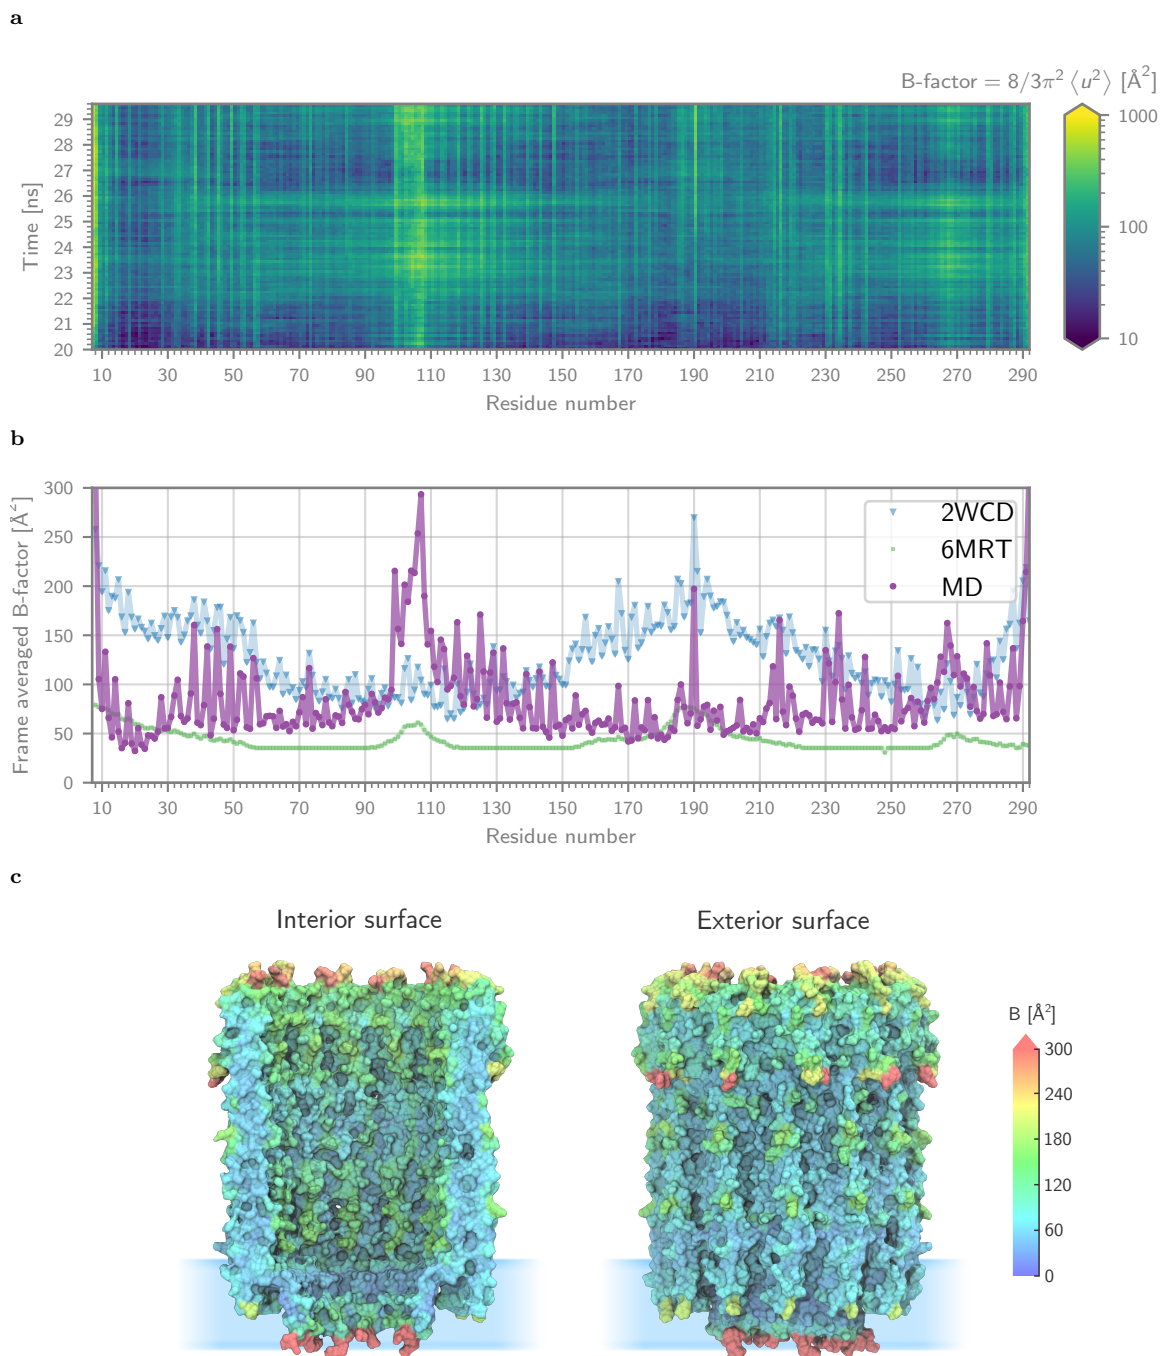 a
B-factor = 8/3π² ⟨u²⟩ [Å²]
29
28
27
26
25
24
23
22
21
20
Time [ns]
1000
100
10
10 30 50 70 90 110 130 150 170 190 210 230 250 270 290
Residue number
b
300
250
200
150
100
50
0
Frame averaged B-factor [Å²]
2WCD
6MRT
MD
10 30 50 70 90 110 130 150 170 190 210 230 250 270 290
Residue number
c
Interior surface
Exterior surface
B [Å²]
300
240
180
120
60
0